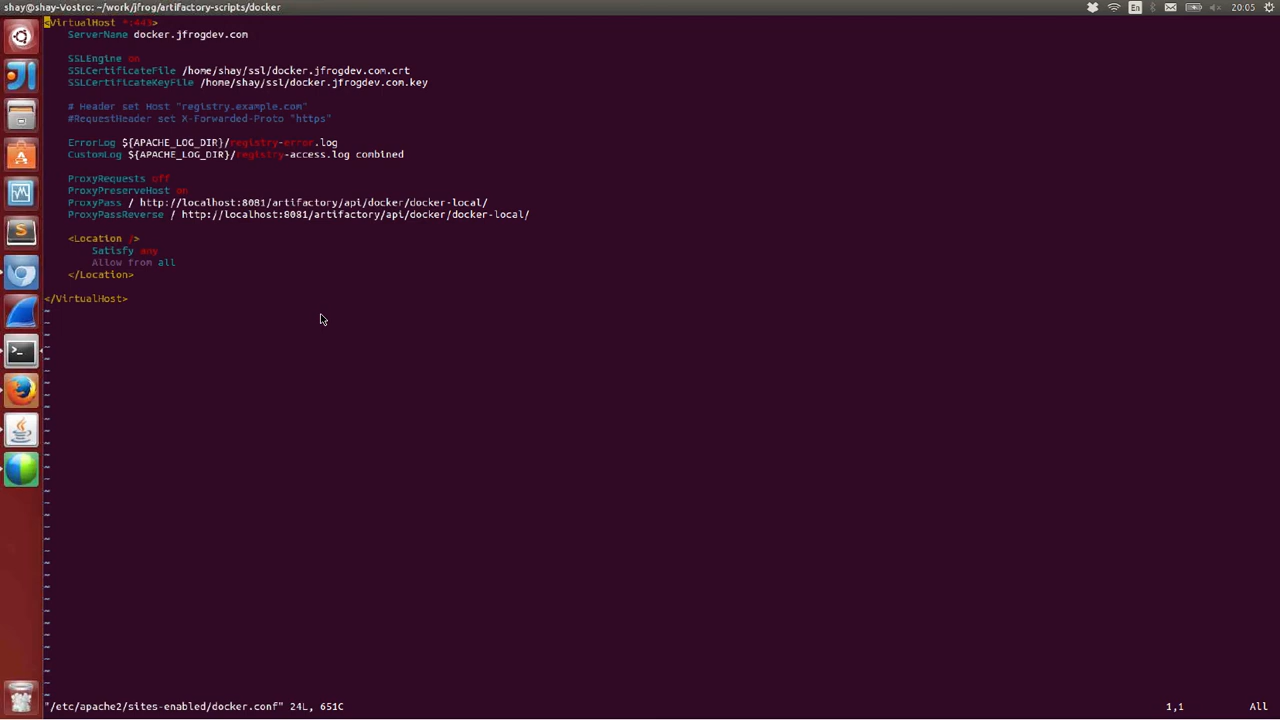 shay@shay-Vostro: ~/work/jfrog/artifactory-scripts/docker
En
20:05
<VirtualHost *:443>
ServerName docker.jfrogdev.com
SSLEngine on
SSLCertificateFile /home/shay/ssl/docker.jfrogdev.com.crt
SSLCertificateKeyFile /home/shay/ssl/docker.jfrogdev.com.key
# Header set Host "registry.example.com"
#RequestHeader set X-Forwarded-Proto "https"
ErrorLog ${APACHE_LOG_DIR}/registry-error.log
CustomLog ${APACHE_LOG_DIR}/registry-access.log combined
ProxyRequests off
ProxyPreserveHost on
ProxyPass / http://localhost:8081/artifactory/api/docker/docker-local/
ProxyPassReverse / http://localhost:8081/artifactory/api/docker/docker-local/
<Location />
Satisfy any
Allow from all
</Location>
</VirtualHost>
"/etc/apache2/sites-enabled/docker.conf" 24L, 651C
1,1
All